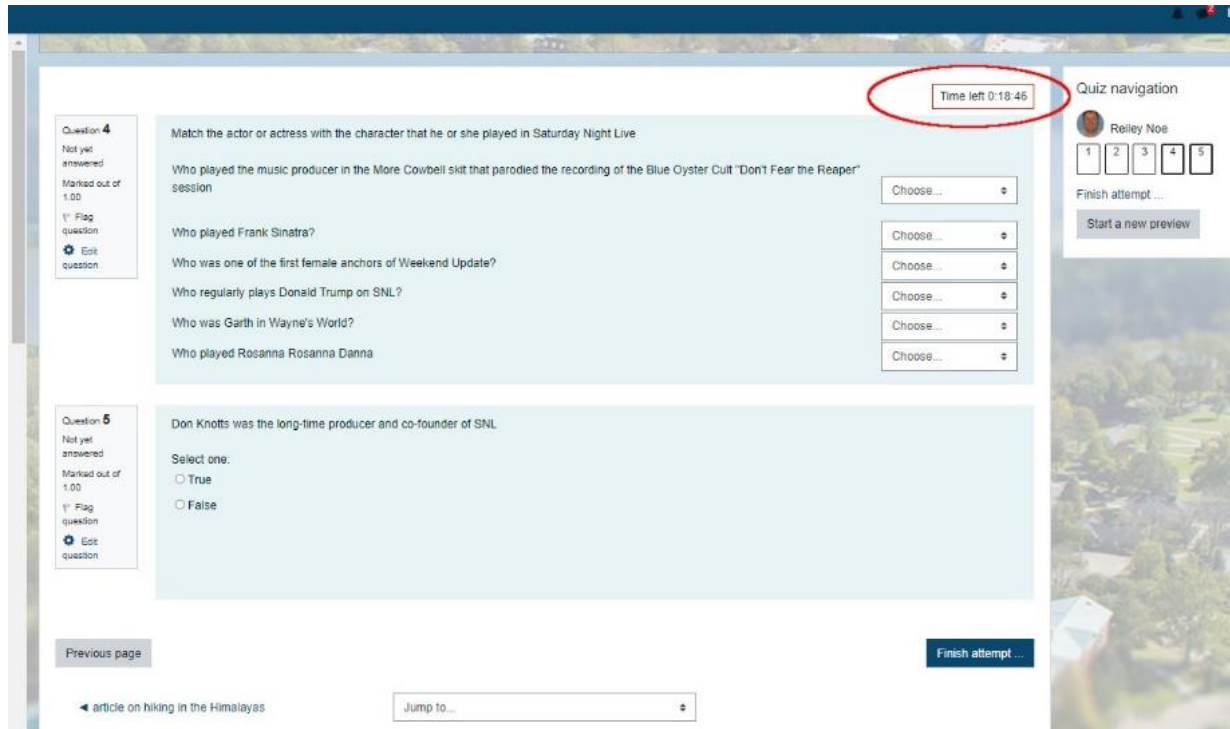 2
Time left 0:18:46
Quiz navigation
Reiley Noe
1 2 3 4 5
Finish attempt ...
Start a new preview
Question 4
Not yet
answered
Marked out of
1.00
Flag
question
Edit
question
Match the actor or actress with the character that he or she played in Saturday Night Live
Who played the music producer in the More Cowbell skit that parodied the recording of the Blue Oyster Cult "Don't Fear the Reaper"
session
Choose...
Who played Frank Sinatra?
Choose...
Who was one of the first female anchors of Weekend Update?
Choose...
Who regularly plays Donald Trump on SNL?
Choose...
Who was Garth in Wayne's World?
Choose...
Who played Rosanna Rosanna Danna
Choose...
Question 5
Not yet
answered
Marked out of
1.00
Flag
question
Edit
question
Don Knotts was the long-time producer and co-founder of SNL
Select one:
True
False
Previous page
Finish attempt ...
◄ article on hiking in the Himalayas
Jump to...